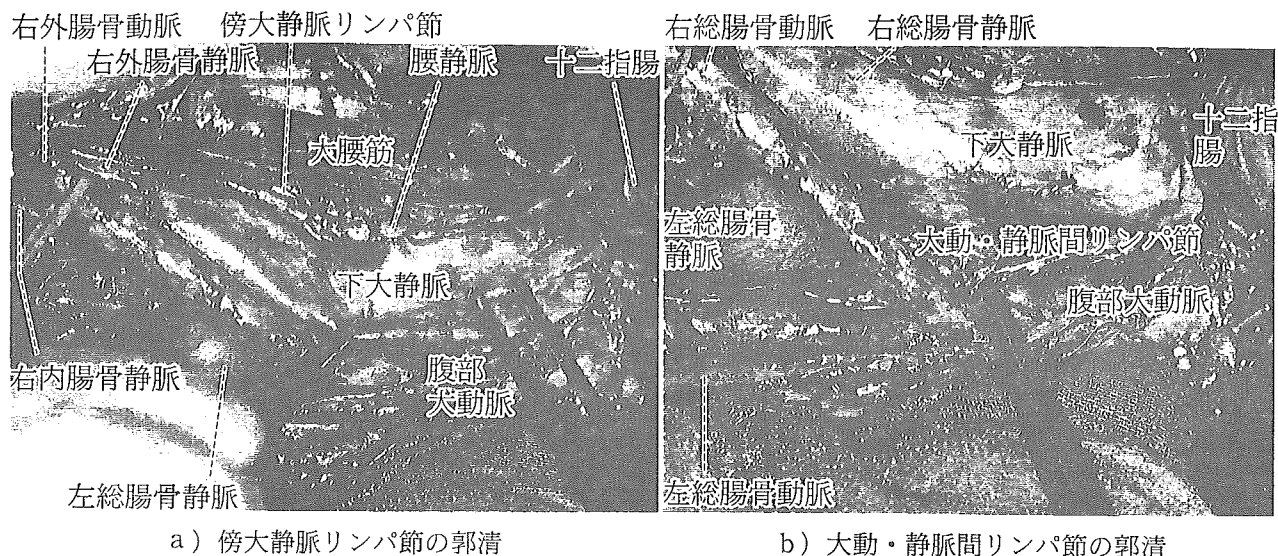 右外腸骨動脈 傍大静脈リンパ節
右外腸骨静脈 腰静脈 十二指腸
大腰筋
下大静脈
腹部
大動脈
右内腸骨静脈
左総腸骨静脈
a）傍大静脈リンパ節の郭清
右総腸骨動脈 右総腸骨静脈
十二指
腸
下大静脈
左総腸骨
静脈
大動・静脈間リンパ節
腹部大動脈
左総腸骨動脈
b）大動・静脈間リンパ節の郭清